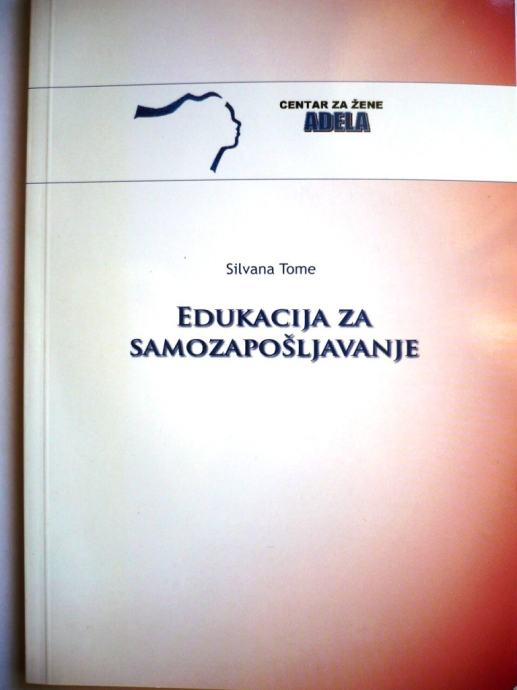 CENTAR ZA ŽENE
ADELA
Silvana Tome
EDUKACIJA ZA
SAMOZAPOŠLJAVANJE